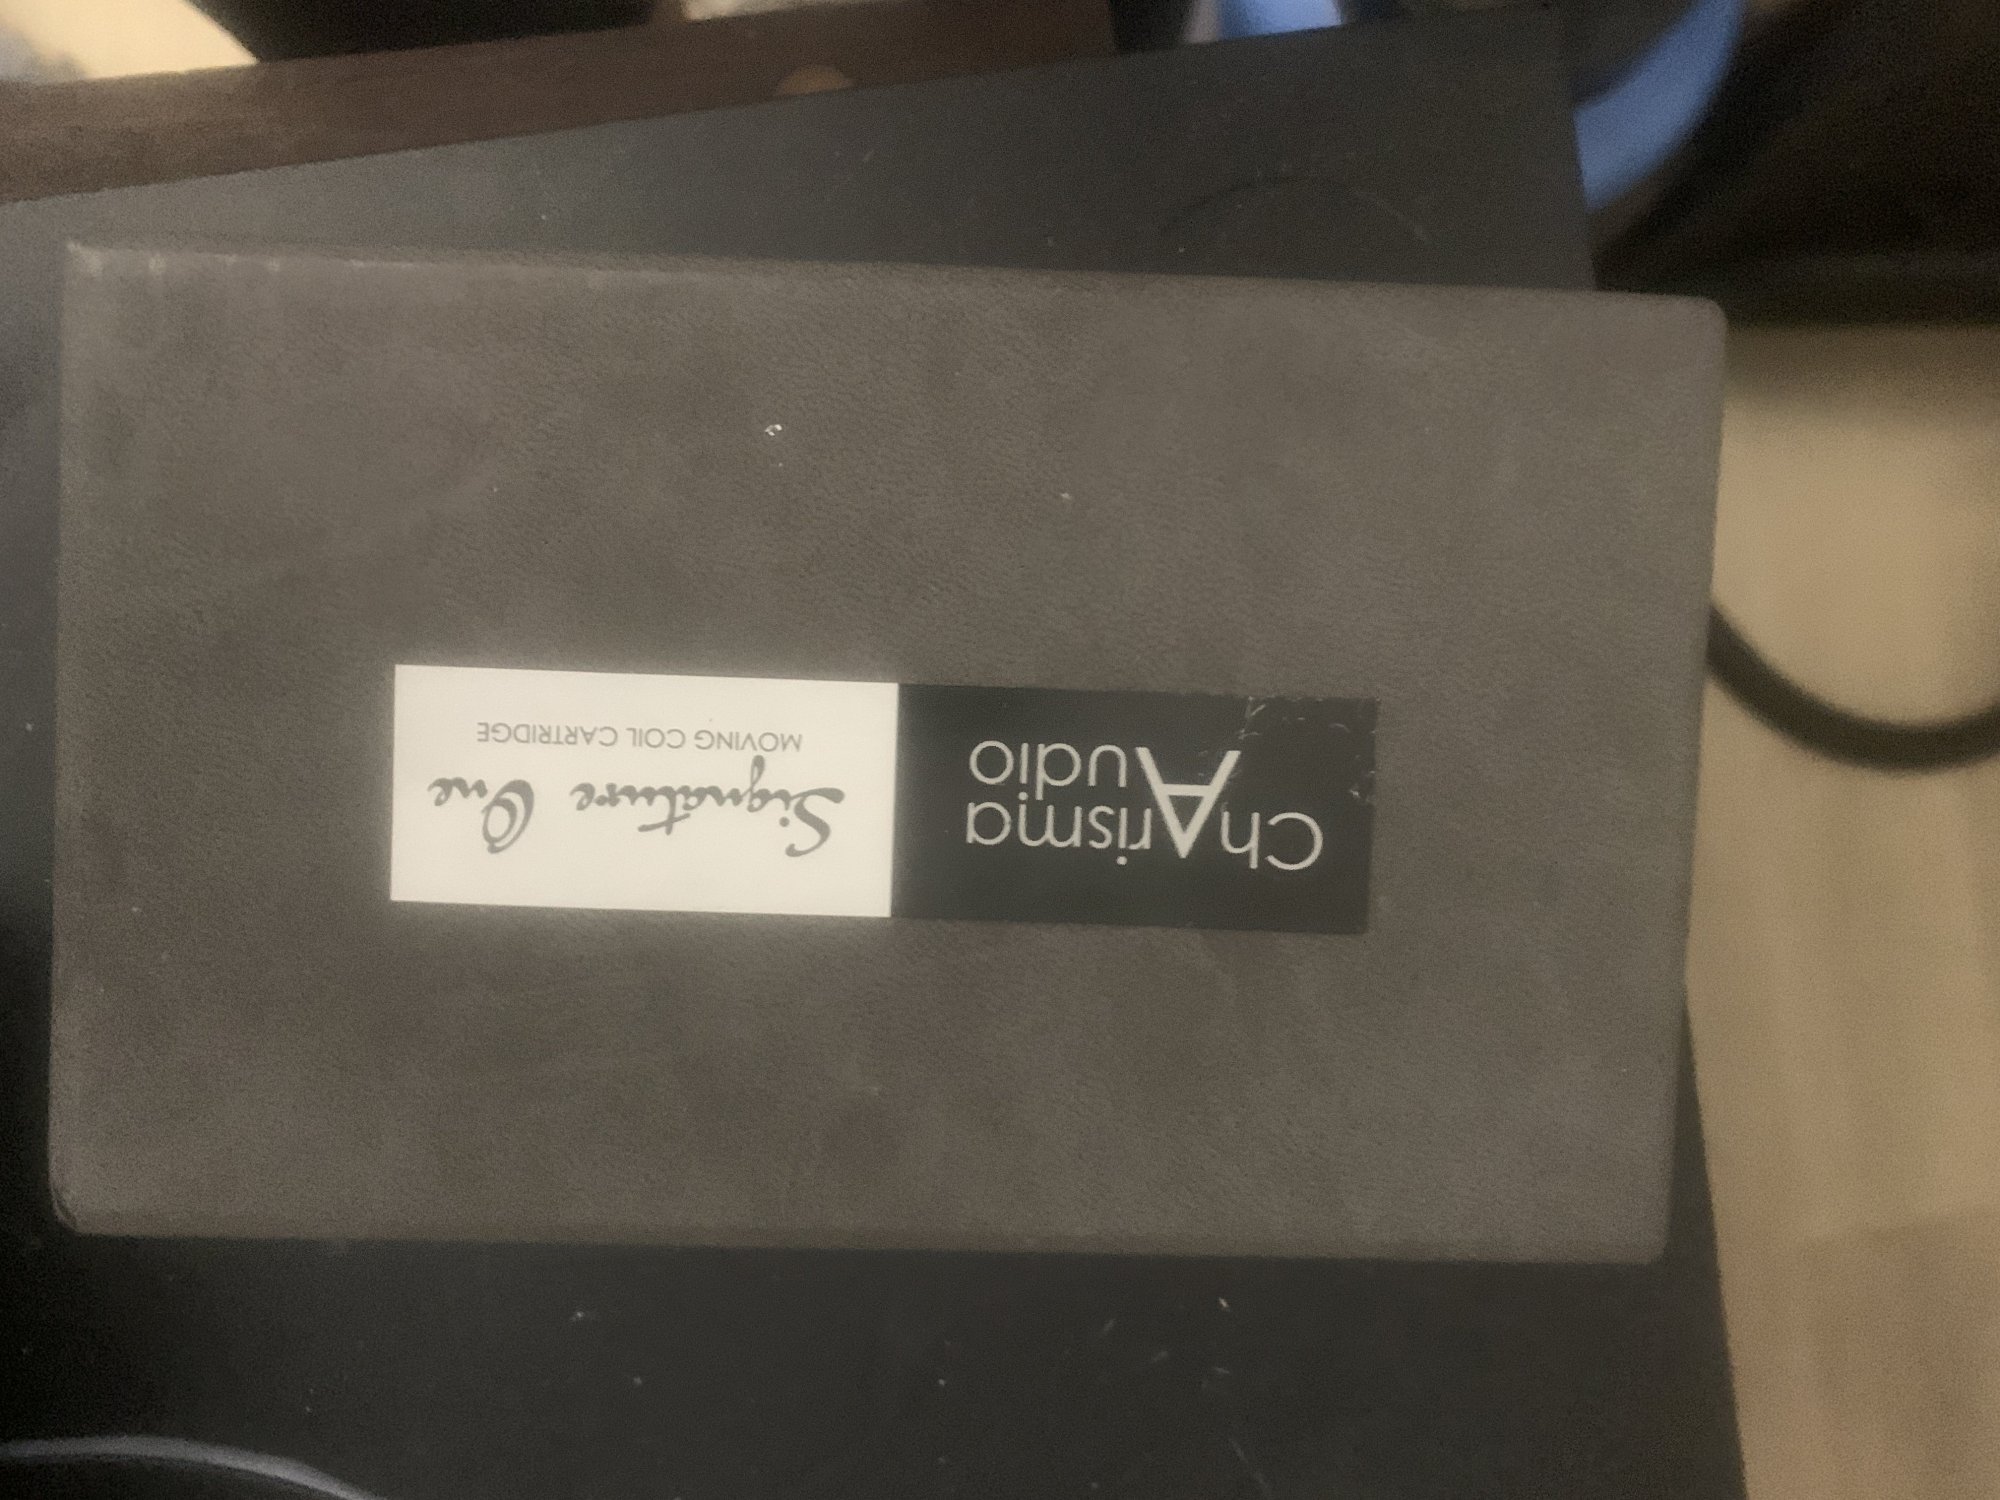 ChArisma
Audio
Signature One
MOVING COIL CARTRIDGE